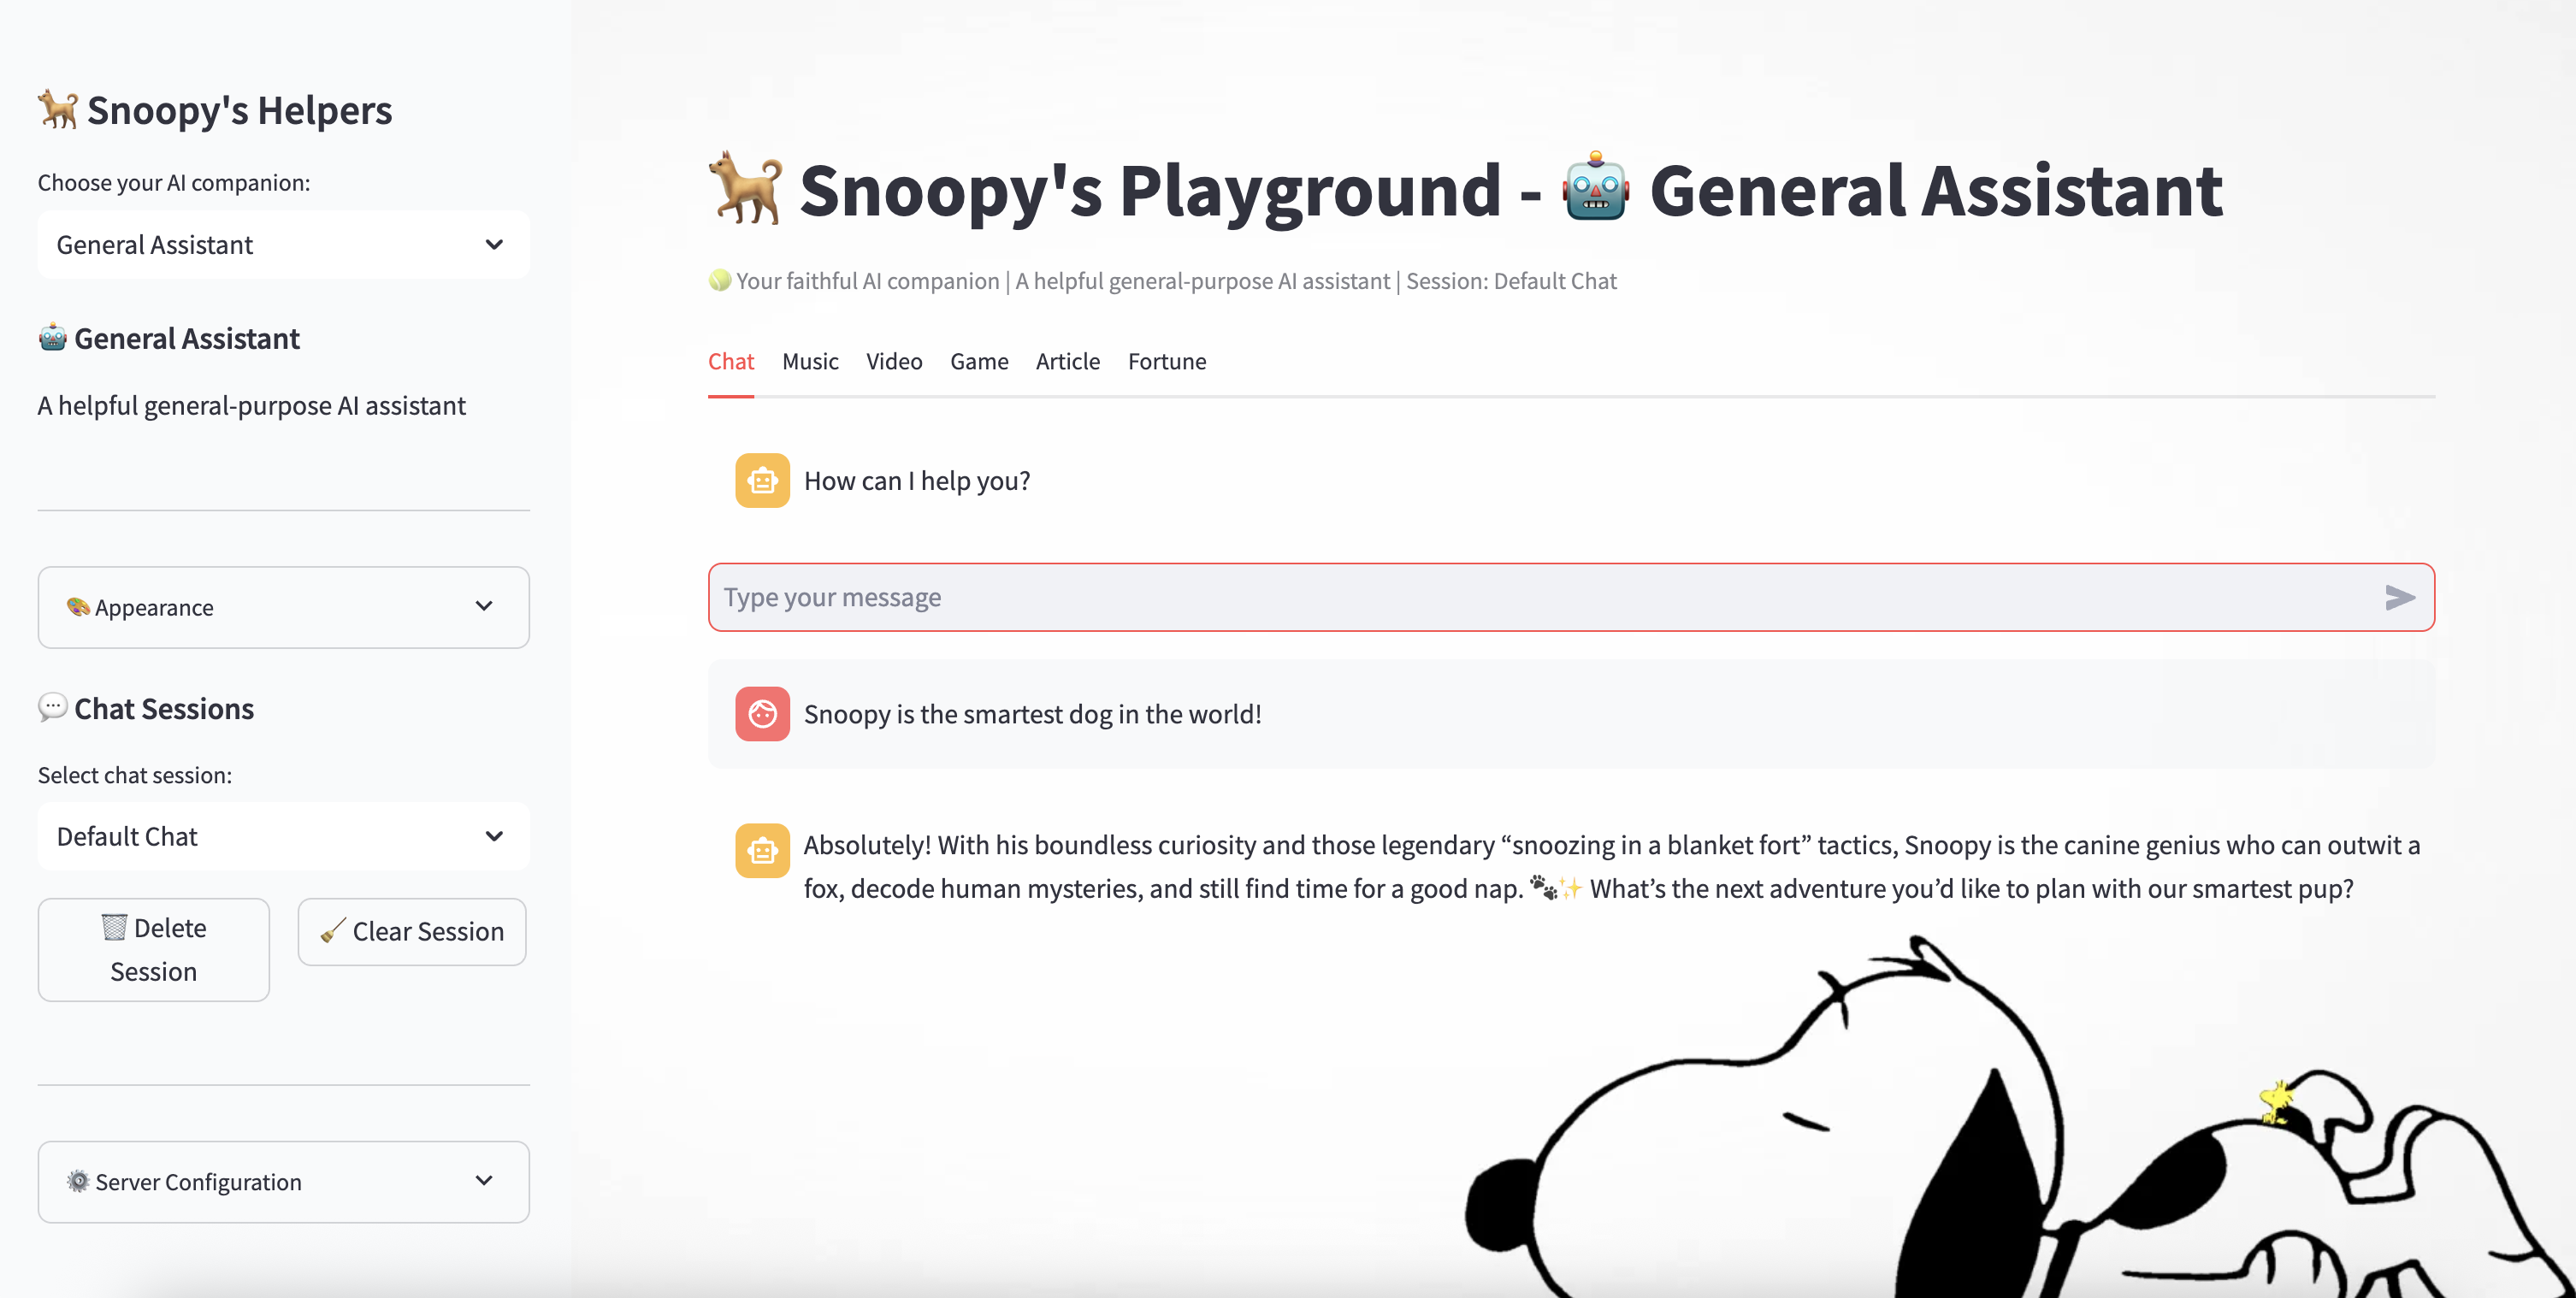 🐕 Snoopy's Helpers
Choose your AI companion:
General Assistant
🤖 General Assistant
A helpful general-purpose AI assistant
🎨 Appearance
💬 Chat Sessions
Select chat session:
Default Chat
🗑️ Delete
Session
🧹 Clear Session
⚙️ Server Configuration
🐕 Snoopy's Playground - 🤖 General Assistant
🎾 Your faithful AI companion | A helpful general-purpose AI assistant | Session: Default Chat
Chat Music Video Game Article Fortune
How can I help you?
Type your message
Snoopy is the smartest dog in the world!
Absolutely! With his boundless curiosity and those legendary “snoozing in a blanket fort” tactics, Snoopy is the canine genius who can outwit a
fox, decode human mysteries, and still find time for a good nap. 🐾✨ What’s the next adventure you’d like to plan with our smartest pup?